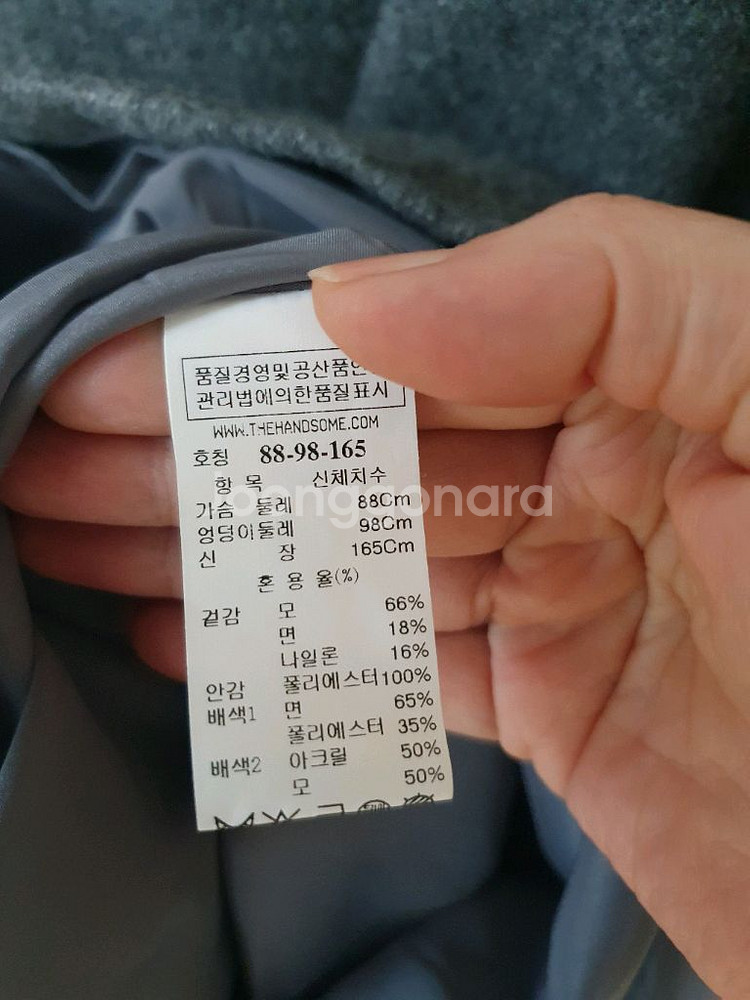 품질경영및공산품안
관리법에의한품질표시
WWW.THEHANDSOME.COM
호칭 88-98-165
항 목 신체치수
가슴 둘레 88Cm
엉덩이둘레 98Cm
신 장 165Cm
혼 용 율(%)
겉감 모 66%
면 18%
나일론 16%
안감 폴리에스터100%
배색1 면 65%
폴리에스터 35%
배색2 아크릴 50%
모 50%
joonggonara